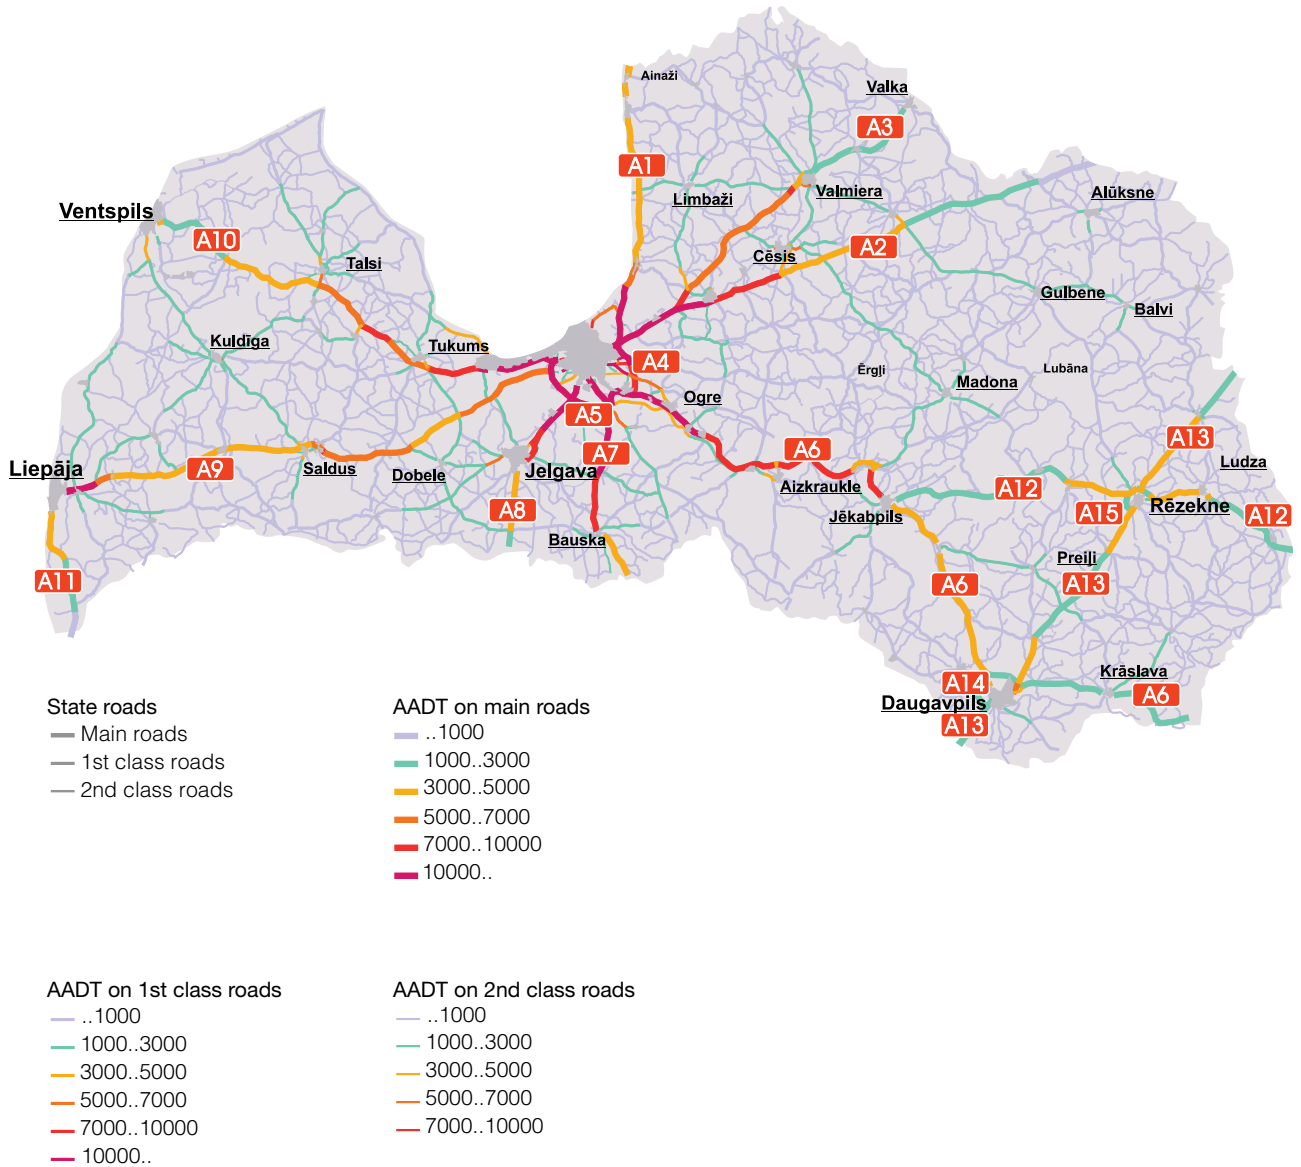 Ainaži
Valka
A3
A1
Valmiera
Limbaži
Alūksne
Ventspils
A10
A2
Cēsis
Talsi
Gulbene
Balvi
Kuldīga
Tukums
A4
Ērgļi
Lubāna
Madona
Ogre
A5
A13
A7
A6
Ludza
Liepāja
A9
Saldus
Dobele
Jelgava
Aizkraukle
A12
A8
Jēkabpils
A15
Rēzekne
A12
Bauska
Preiļi
A11
A6
A13
Krāslava
A14
A6
Daugavpils
A13
State roads
Main roads
1st class roads
2nd class roads
AADT on main roads
..1000
1000..3000
3000..5000
5000..7000
7000..10000
10000..
AADT on 1st class roads
..1000
1000..3000
3000..5000
5000..7000
7000..10000
10000..
AADT on 2nd class roads
..1000
1000..3000
3000..5000
5000..7000
7000..10000